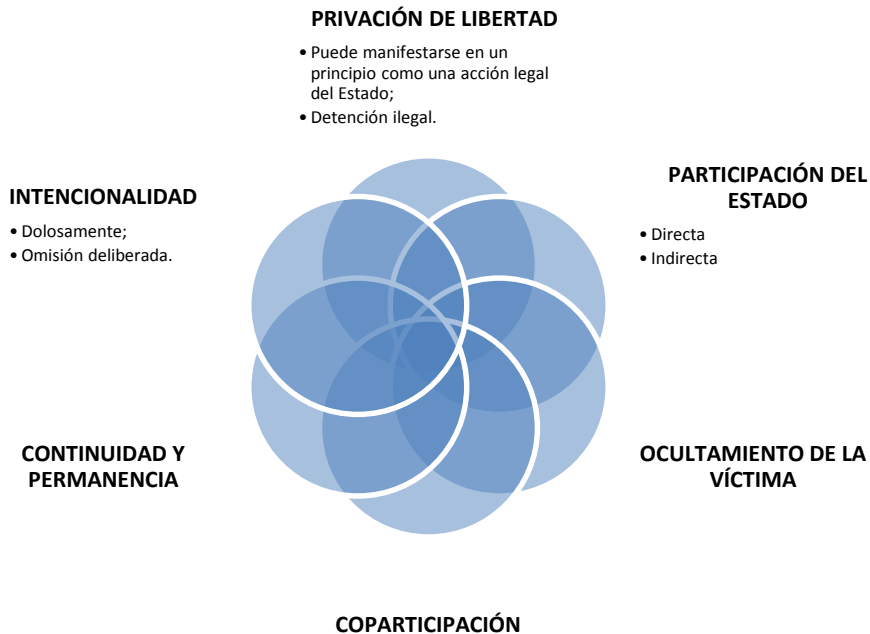 PRIVACIÓN DE LIBERTAD
• Puede manifestarse en un
principio como una acción legal
del Estado;
• Detención ilegal.
PARTICIPACIÓN DEL
ESTADO
• Directa
• Indirecta
OCULTAMIENTO DE LA
VÍCTIMA
COPARTICIPACIÓN
CONTINUIDAD Y
PERMANENCIA
INTENCIONALIDAD
• Dolosamente;
• Omisión deliberada.